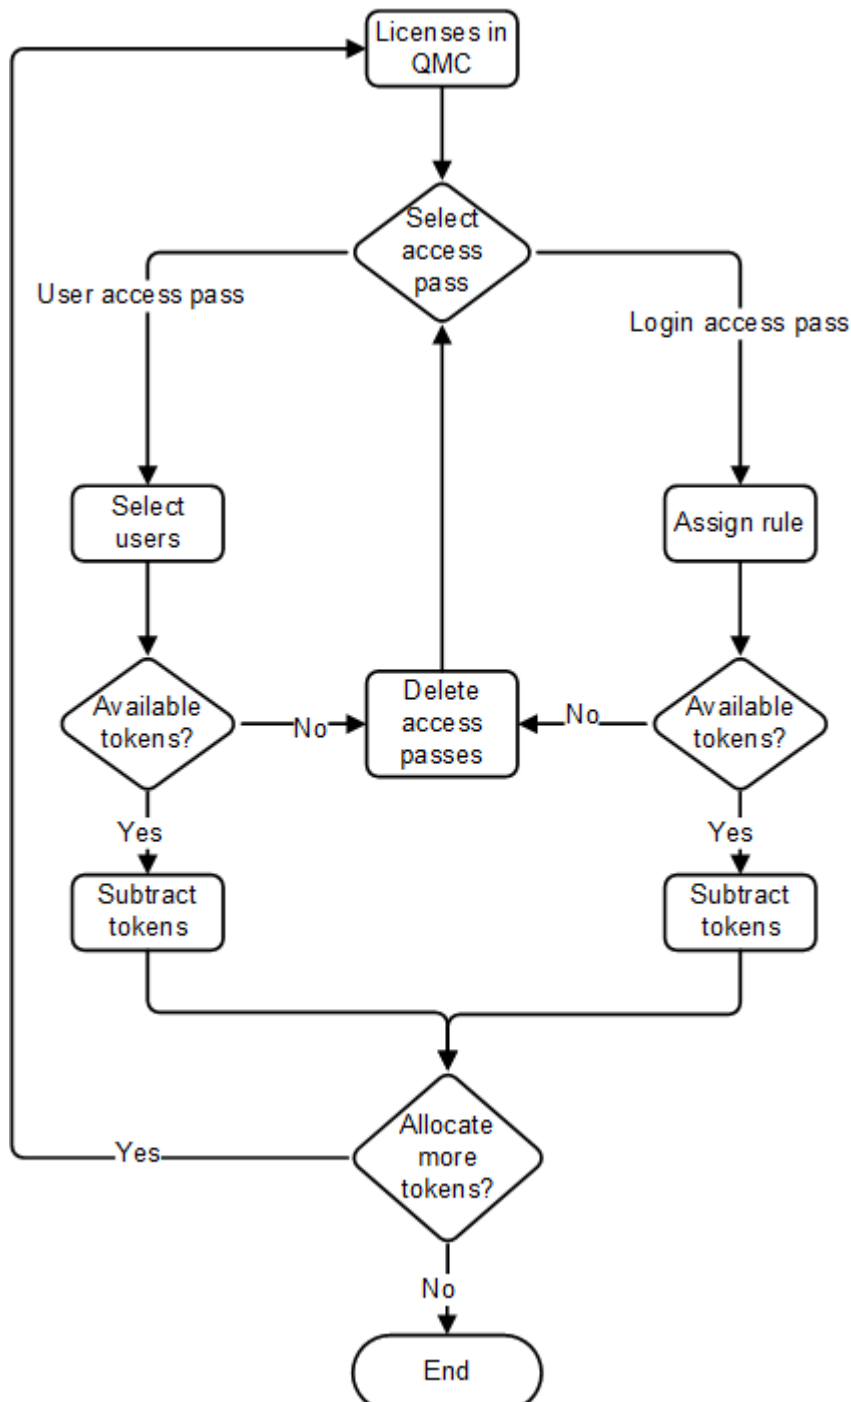 Licenses in
QMC
Select
access
pass
User access pass
Login access pass
Select
users
Assign rule
Available
tokens?
No
Delete
access
passes
No
Available
tokens?
Yes
Yes
Subtract
tokens
Subtract
tokens
Allocate
more
tokens?
Yes
No
End